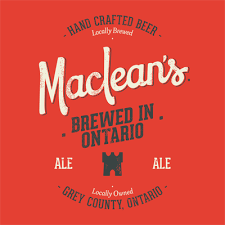 - HAND CRAFTED BEER -
Locally Brewed
Maclean's
· BREWED IN ·
ONTARIO
ALE ALE
Locally Owned
- GREY COUNTY, ONTARIO -